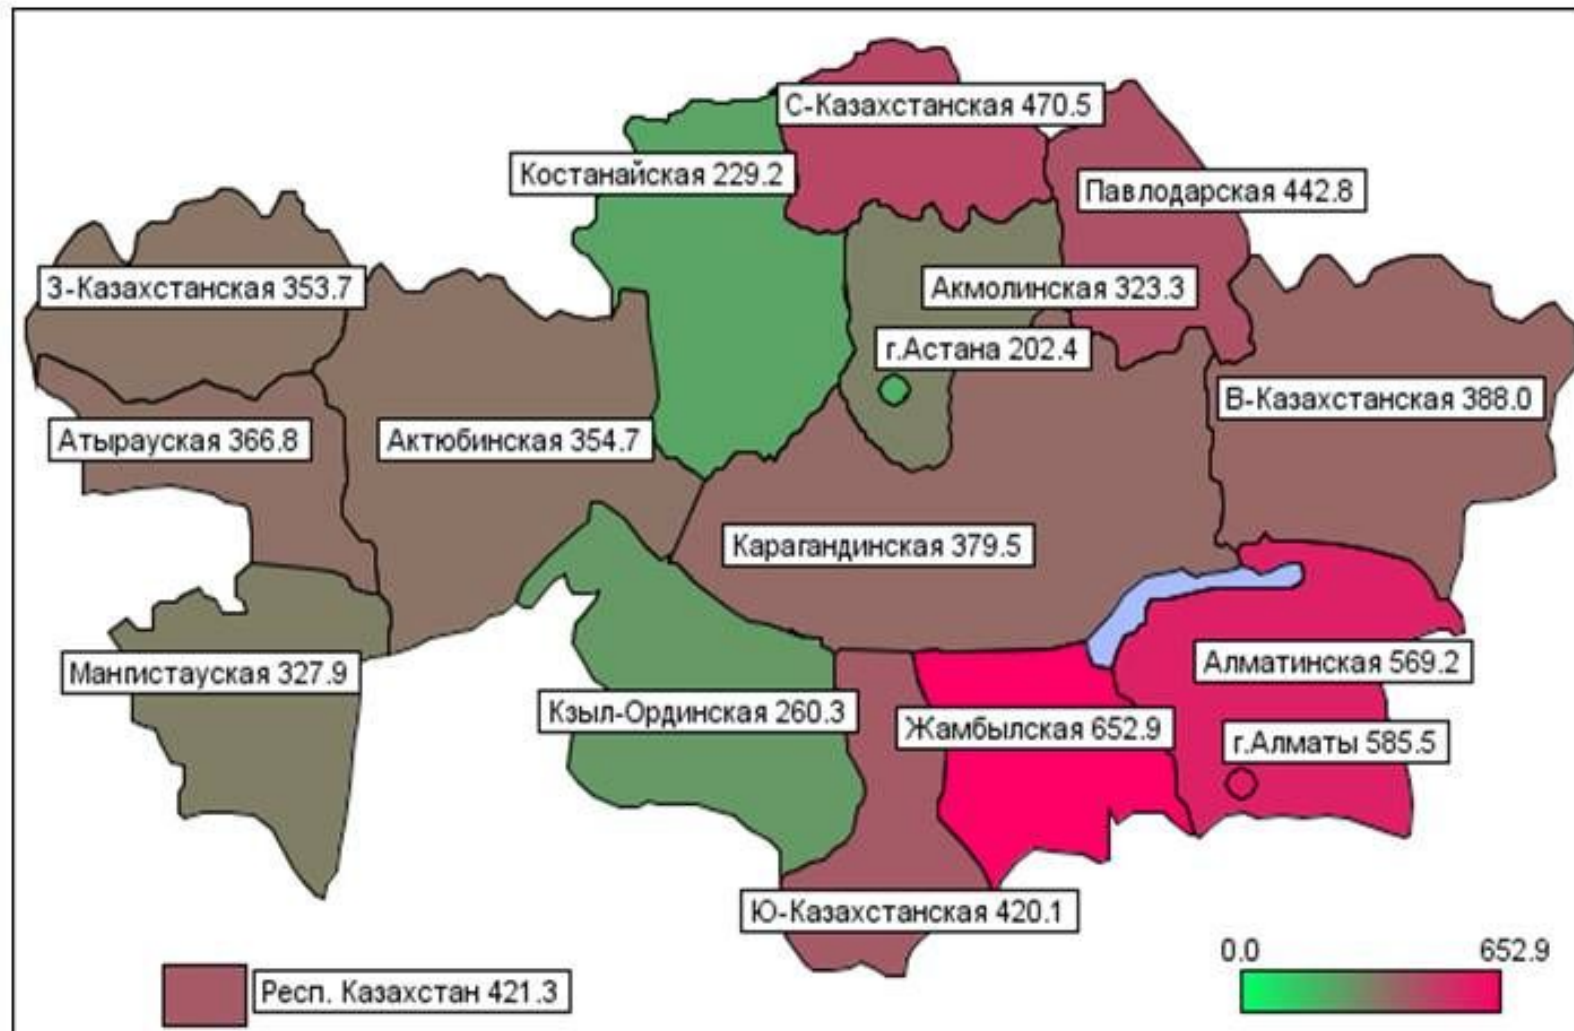 С-Казахстанская 470.5
Костанайская 229.2
Павлодарская 442.8
З-Казахстанская 353.7
Акмолинская 323.3
г.Астана 202.4
В-Казахстанская 388.0
Атырауская 366.8
Актюбинская 354.7
Карагандинская 379.5
Мангистауская 327.9
Алматинская 569.2
Кзыл-Ординская 260.3
Жамбылская 652.9
г.Алматы 585.5
Ю-Казахстанская 420.1
0.0 652.9
Респ. Казахстан 421.3